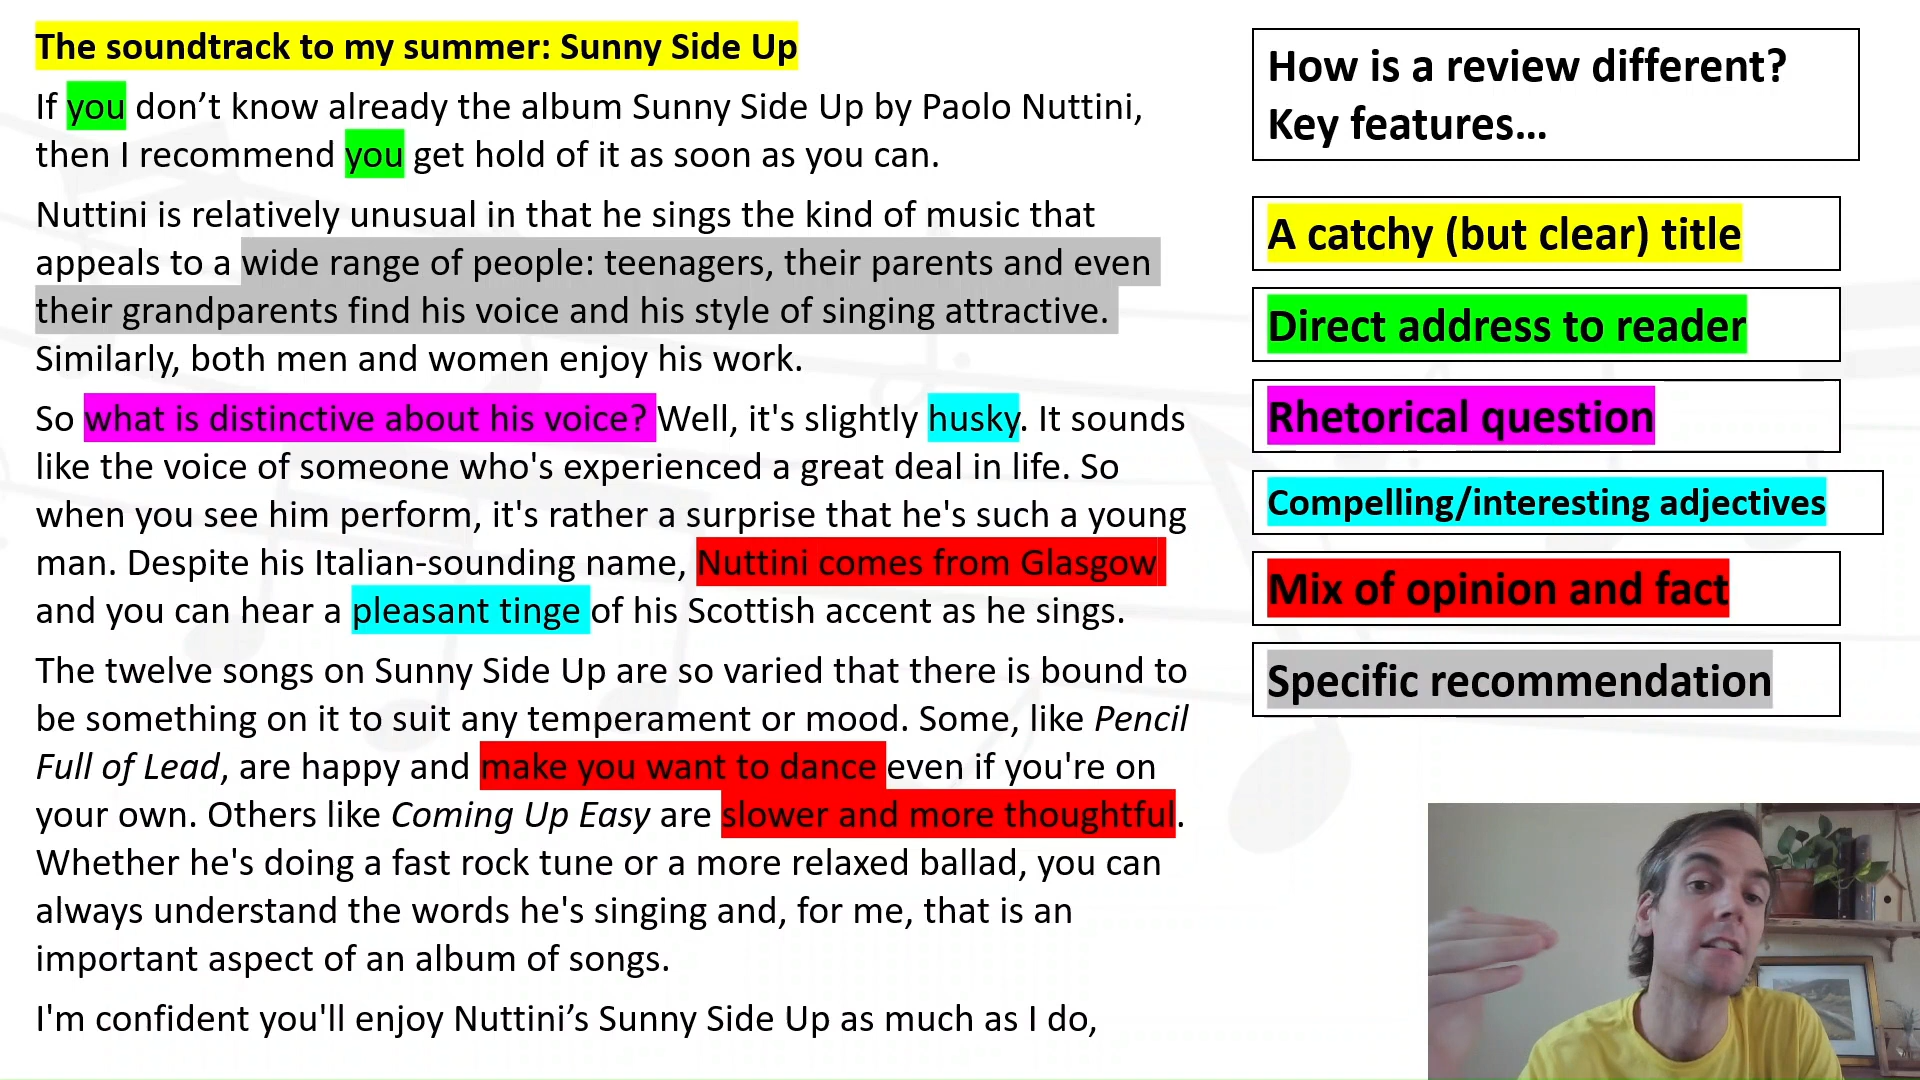 The soundtrack to my summer: Sunny Side Up
If you don’t know already the album Sunny Side Up by Paolo Nuttini,
then I recommend you get hold of it as soon as you can.
Nuttini is relatively unusual in that he sings the kind of music that
appeals to a wide range of people: teenagers, their parents and even
their grandparents find his voice and his style of singing attractive.
Similarly, both men and women enjoy his work.
So what is distinctive about his voice? Well, it's slightly husky. It sounds
like the voice of someone who's experienced a great deal in life. So
when you see him perform, it's rather a surprise that he's such a young
man. Despite his Italian-sounding name, Nuttini comes from Glasgow
and you can hear a pleasant tinge of his Scottish accent as he sings.
The twelve songs on Sunny Side Up are so varied that there is bound to
be something on it to suit any temperament or mood. Some, like Pencil
Full of Lead, are happy and make you want to dance even if you're on
your own. Others like Coming Up Easy are slower and more thoughtful.
Whether he's doing a fast rock tune or a more relaxed ballad, you can
always understand the words he's singing and, for me, that is an
important aspect of an album of songs.
I'm confident you'll enjoy Nuttini’s Sunny Side Up as much as I do,
How is a review different?
Key features…
A catchy (but clear) title
Direct address to reader
Rhetorical question
Compelling/interesting adjectives
Mix of opinion and fact
Specific recommendation